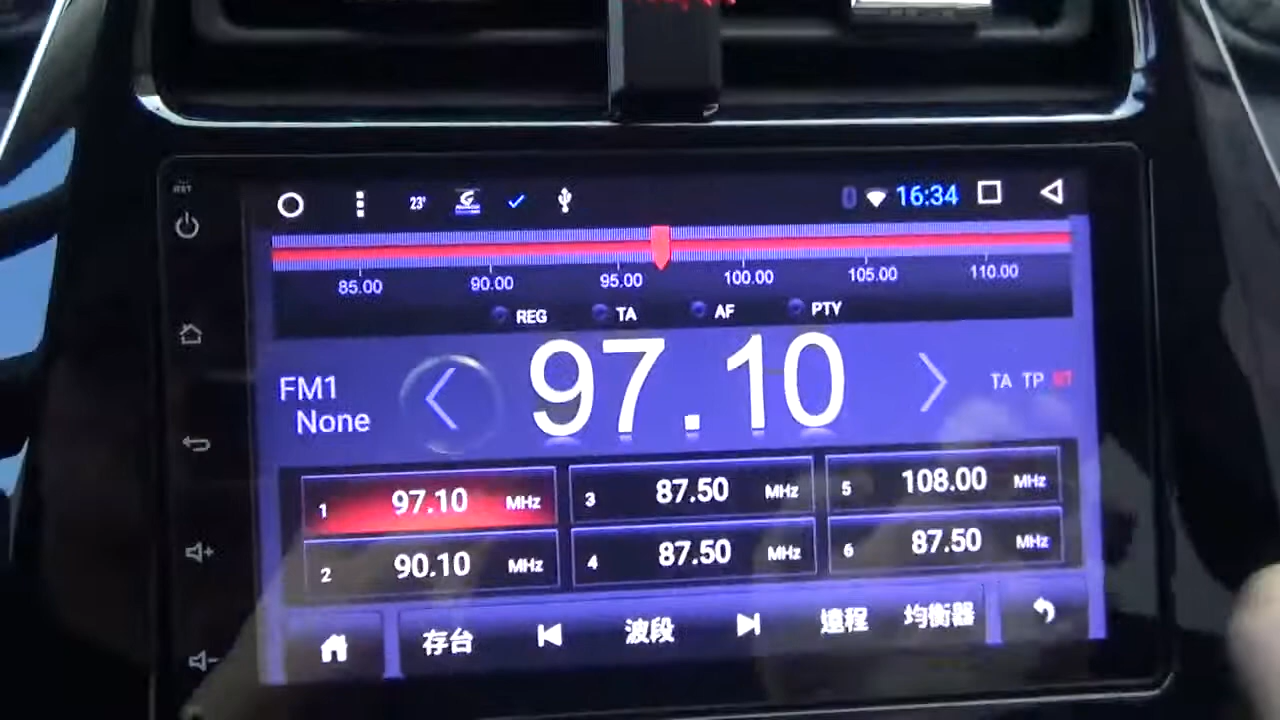 RST
23°
16:34
85.00 90.00 95.00 100.00 105.00 110.00
REG TA AF PTY
FM1
None
97.10
TA TP ST
1 97.10 MHz
2 90.10 MHz
3 87.50 MHz
4 87.50 MHz
5 108.00 MHz
6 87.50 MHz
存台 波段 遠程 均衡器